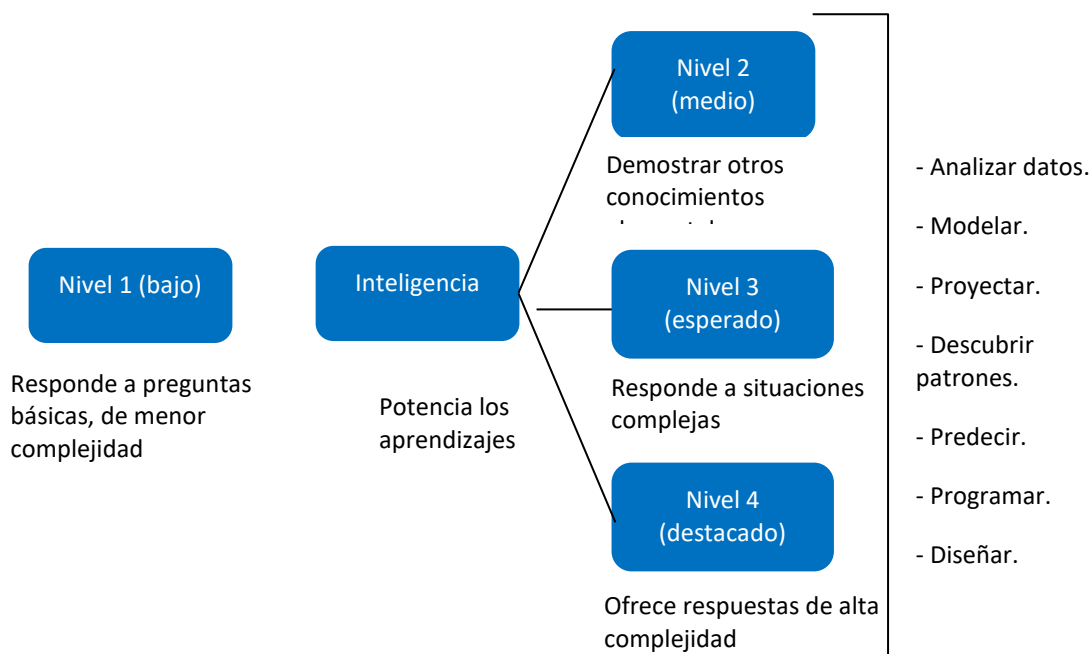 Nivel 1 (bajo)
Responde a preguntas
básicas, de menor
complejidad
Inteligencia
Potencia los
aprendizajes
Nivel 2
(medio)
Demostrar otros
conocimientos
Nivel 3
(esperado)
Responde a situaciones
complejas
Nivel 4
(destacado)
Ofrece respuestas de alta
complejidad
- Analizar datos.
- Modelar.
- Proyectar.
- Descubrir
patrones.
- Predecir.
- Programar.
- Diseñar.